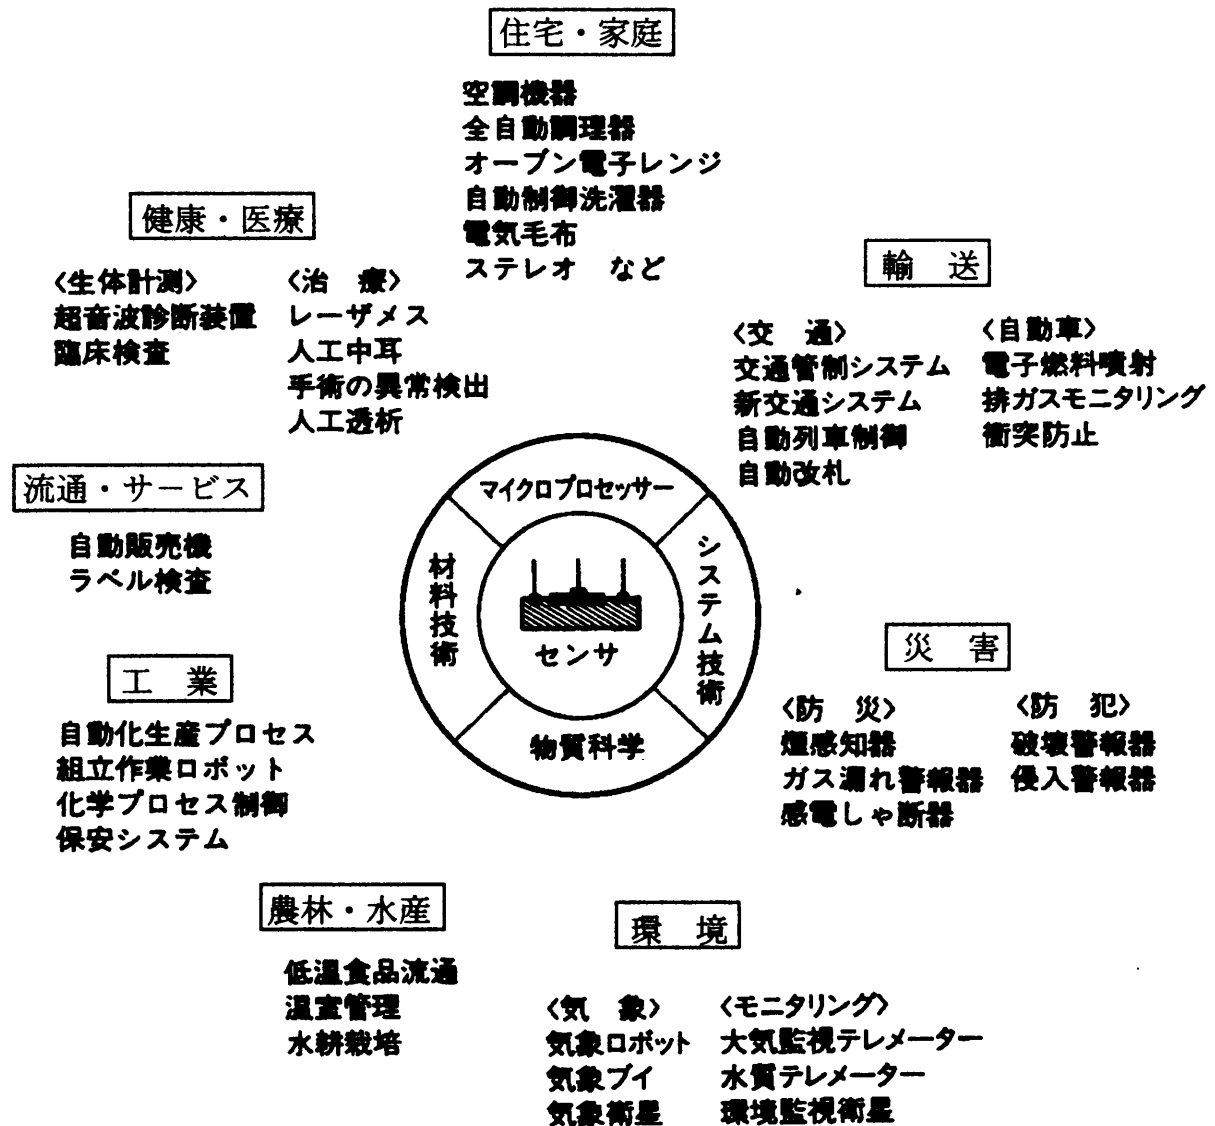 住宅・家庭
空調機器
全自動調理器
オーブン電子レンジ
自動制御洗濯器
電気毛布
ステレオ など
健康・医療
〈生体計測〉
超音波診断装置
臨床検査
〈治 療〉
レーザメス
人工中耳
手術の異常検出
人工透析
輸 送
〈交 通〉
交通管制システム
新交通システム
自動列車制御
自動改札
〈自動車〉
電子燃料噴射
排ガスモニタリング
衝突防止
流通・サービス
自動販売機
ラベル検査
マイクロプロセッサー
材料技術
システム技術
センサ
物質科学
工 業
自動化生産プロセス
組立作業ロボット
化学プロセス制御
保安システム
災 害
〈防 災〉
煙感知器
ガス漏れ警報器
感電しゃ断器
〈防 犯〉
破壊警報器
侵入警報器
農林・水産
低温食品流通
温室管理
水耕栽培
環 境
〈気 象〉
気象ロボット
気象ブイ
気象衛星
〈モニタリング〉
大気監視テレメーター
水質テレメーター
環境監視衛星